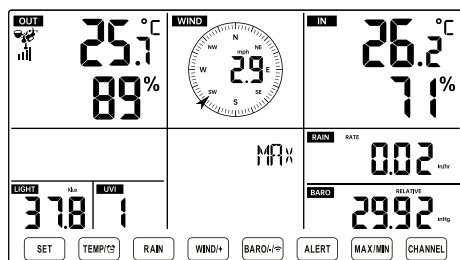 OUT
25.7 °C
89%
WIND
N
NW NE
mph
W 2.9 E
SW SE
S
IN
26.2 °C
71%
MAX
RAIN RATE
0.02 in/hr
LIGHT Klux
37.8
UVI
1
BARO RELATIVE
29.92 inHg
SET TEMP/ RAIN WIND/+ BARO/-/ ALERT MAX/MIN CHANNEL